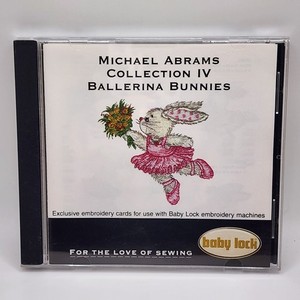 MICHAEL ABRAMS
COLLECTION IV
BALLERINA BUNNIES
Exclusive embroidery cards for use with Baby Lock embroidery machines
FOR THE LOVE OF SEWING
baby lock